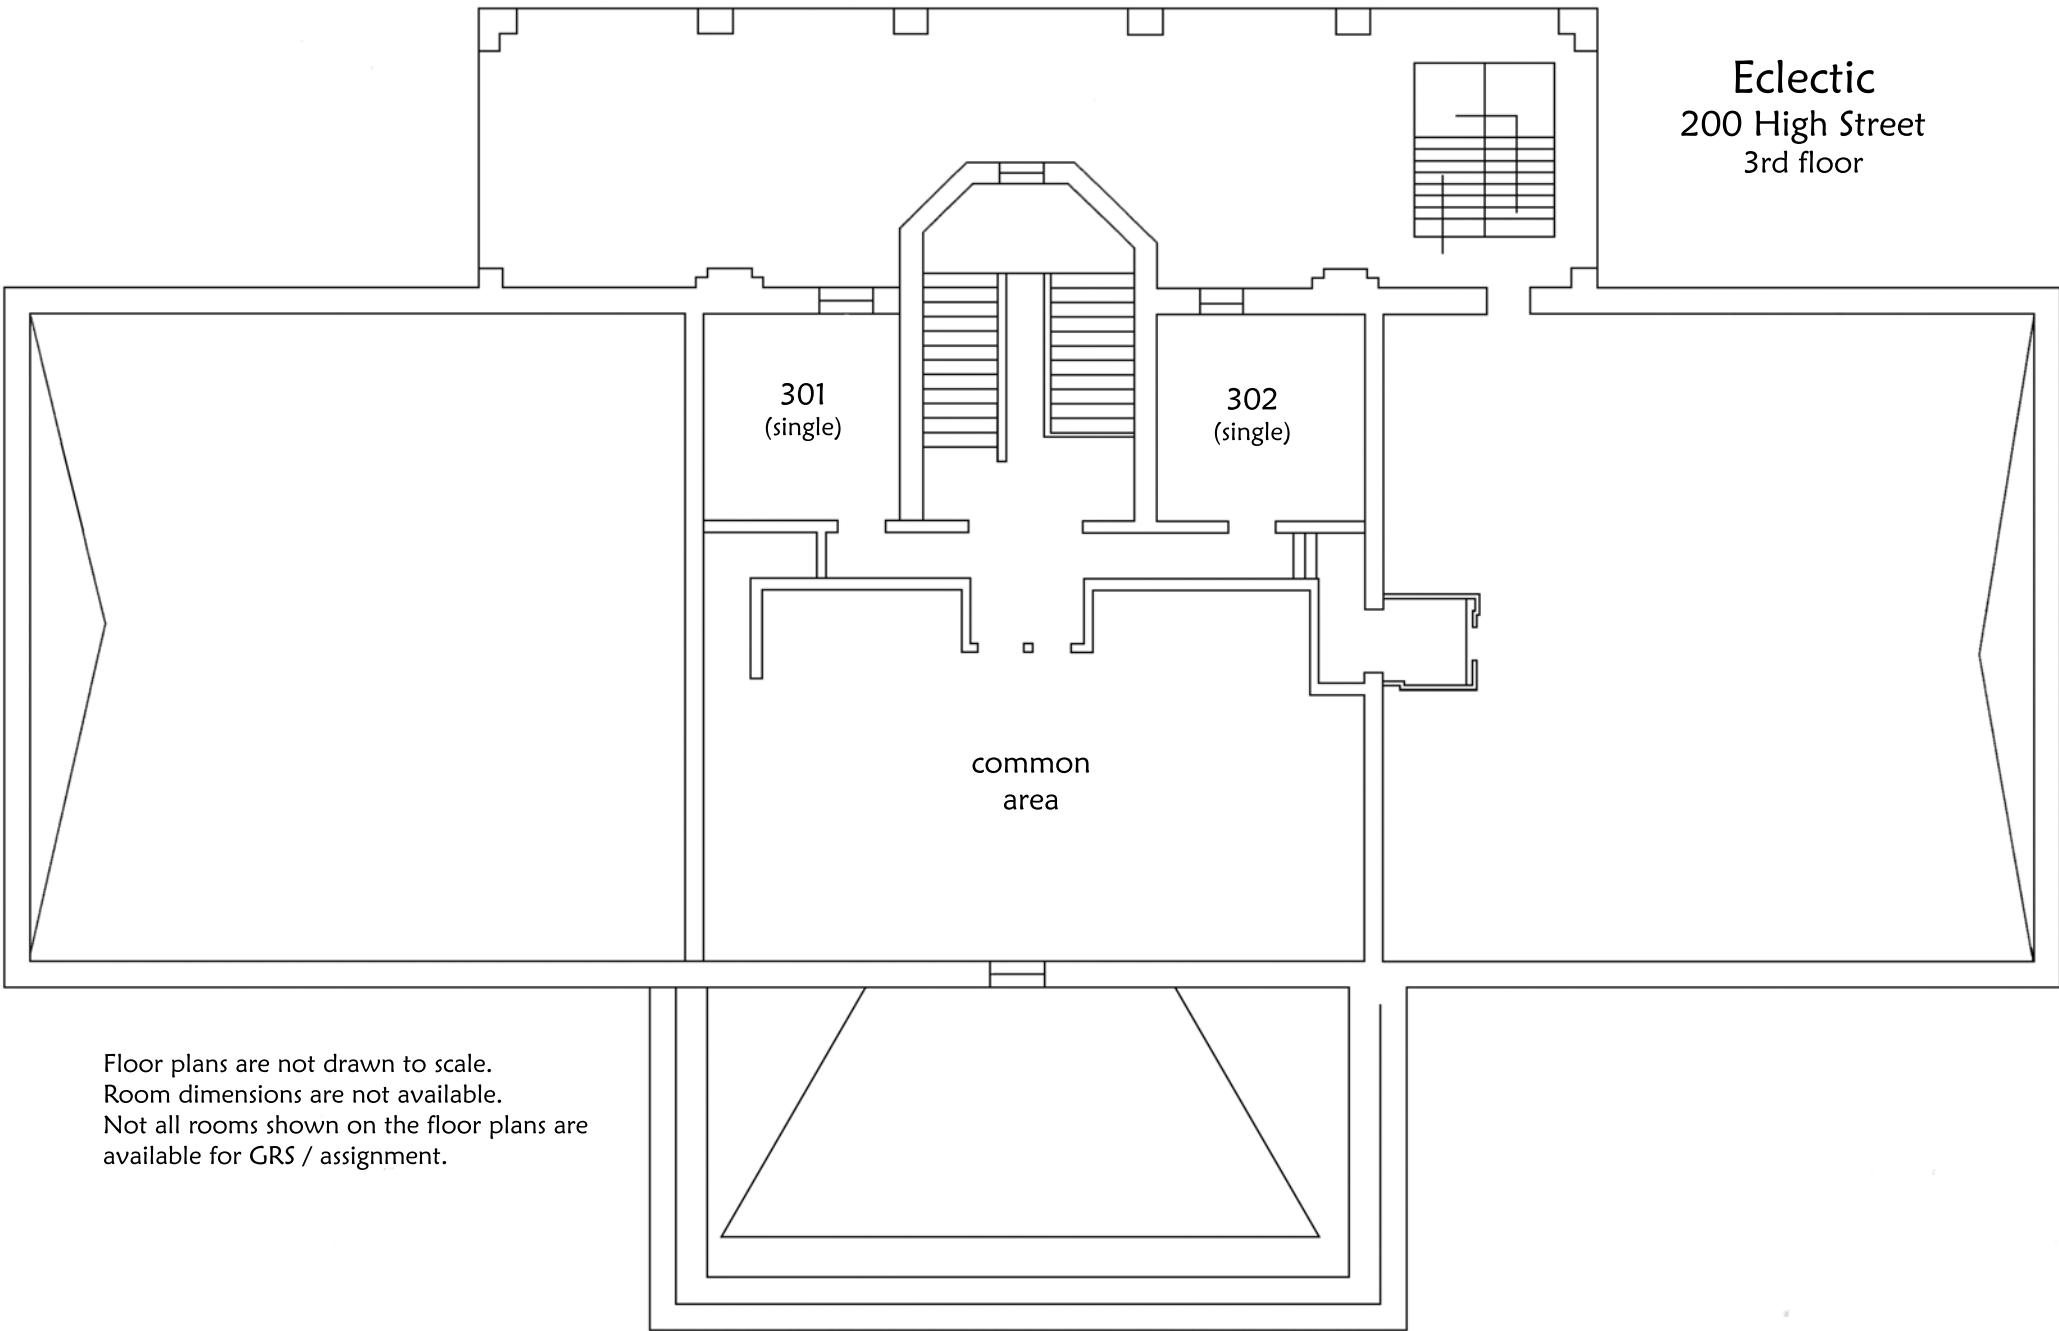 Eclectic
200 High Street
3rd floor
301
(single)
302
(single)
common
area
Floor plans are not drawn to scale.
Room dimensions are not available.
Not all rooms shown on the floor plans are
available for GRS / assignment.